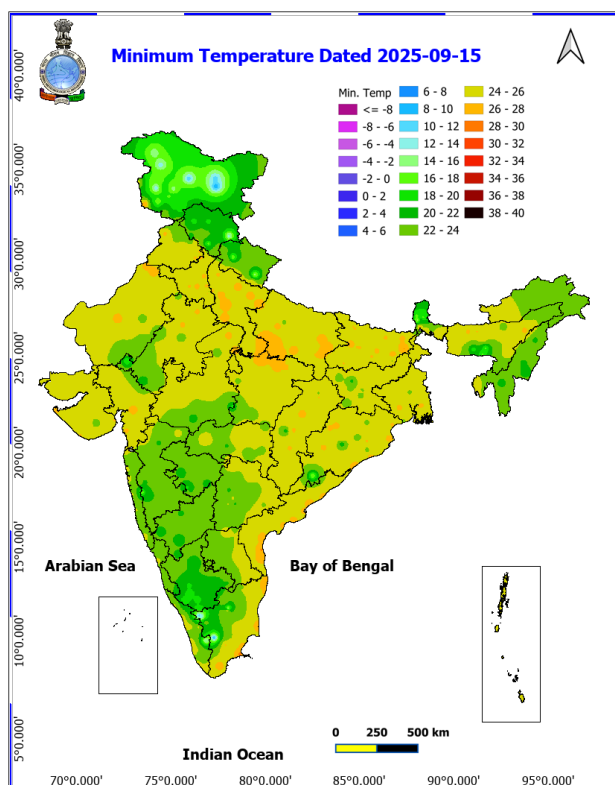 Minimum Temperature Dated 2025-09-15
Min. Temp
<= -8
-8 - -6
-6 - -4
-4 - -2
-2 - 0
0 - 2
2 - 4
4 - 6
6 - 8
8 - 10
10 - 12
12 - 14
14 - 16
16 - 18
18 - 20
20 - 22
22 - 24
24 - 26
26 - 28
28 - 30
30 - 32
32 - 34
34 - 36
36 - 38
38 - 40
40°0.000'
35°0.000'
30°0.000'
25°0.000'
20°0.000'
15°0.000'
10°0.000'
5°0.000'
Arabian Sea
Bay of Bengal
Indian Ocean
0 250 500 km
70°0.000' 75°0.000' 80°0.000' 85°0.000' 90°0.000' 95°0.000'